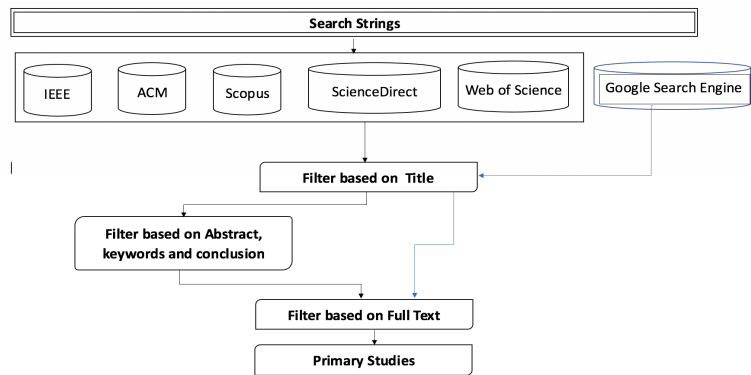 Search Strings
IEEE
ACM
Scopus
ScienceDirect
Web of Science
Google Search Engine
Filter based on Title
Filter based on Abstract,
keywords and conclusion
Filter based on Full Text
Primary Studies